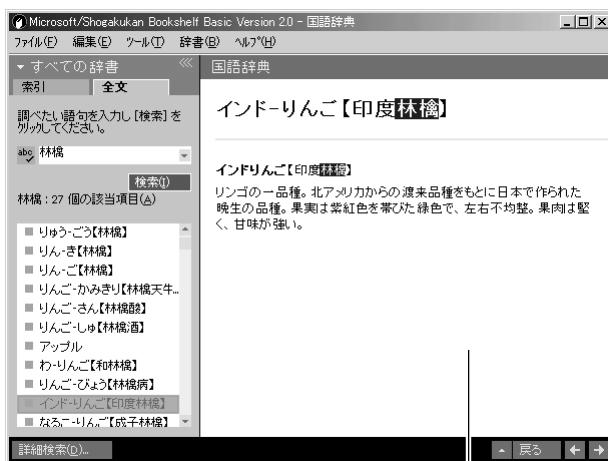 Microsoft/Shogakukan Bookshelf Basic Version 2.0 - 国語辞典
ファイル(F) 編集(E) ツール(T) 辞書(B) ヘルプ(H)
すべての辞書
国語辞典
索引 全文
調べたい語句を入力し [検索] を
クリックしてください。
abc 林檎
検索(I)
林檎 : 27 個の該当項目(A)
りゅう-ごう【林檎】
りん-き【林檎】
りん-ご【林檎】
りんご-かみきり【林檎天牛...
りんご-さん【林檎酸】
りんご-しゅ【林檎酒】
アップル
わ-りんご【和林檎】
りんご-びょう【林檎病】
インド-りんご【印度林檎】
なるこ-りんご【成子林檎】
インド-りんご【印度林檎】
インドりんご【印度林檎】
リンゴの一品種。北アメリカからの渡来品種をもとに日本で作られた
晩生の品種。果実は紫紅色を帯びた緑色で、左右不均整。果肉は堅
く、甘味が強い。
詳細検索(D)...
戻る